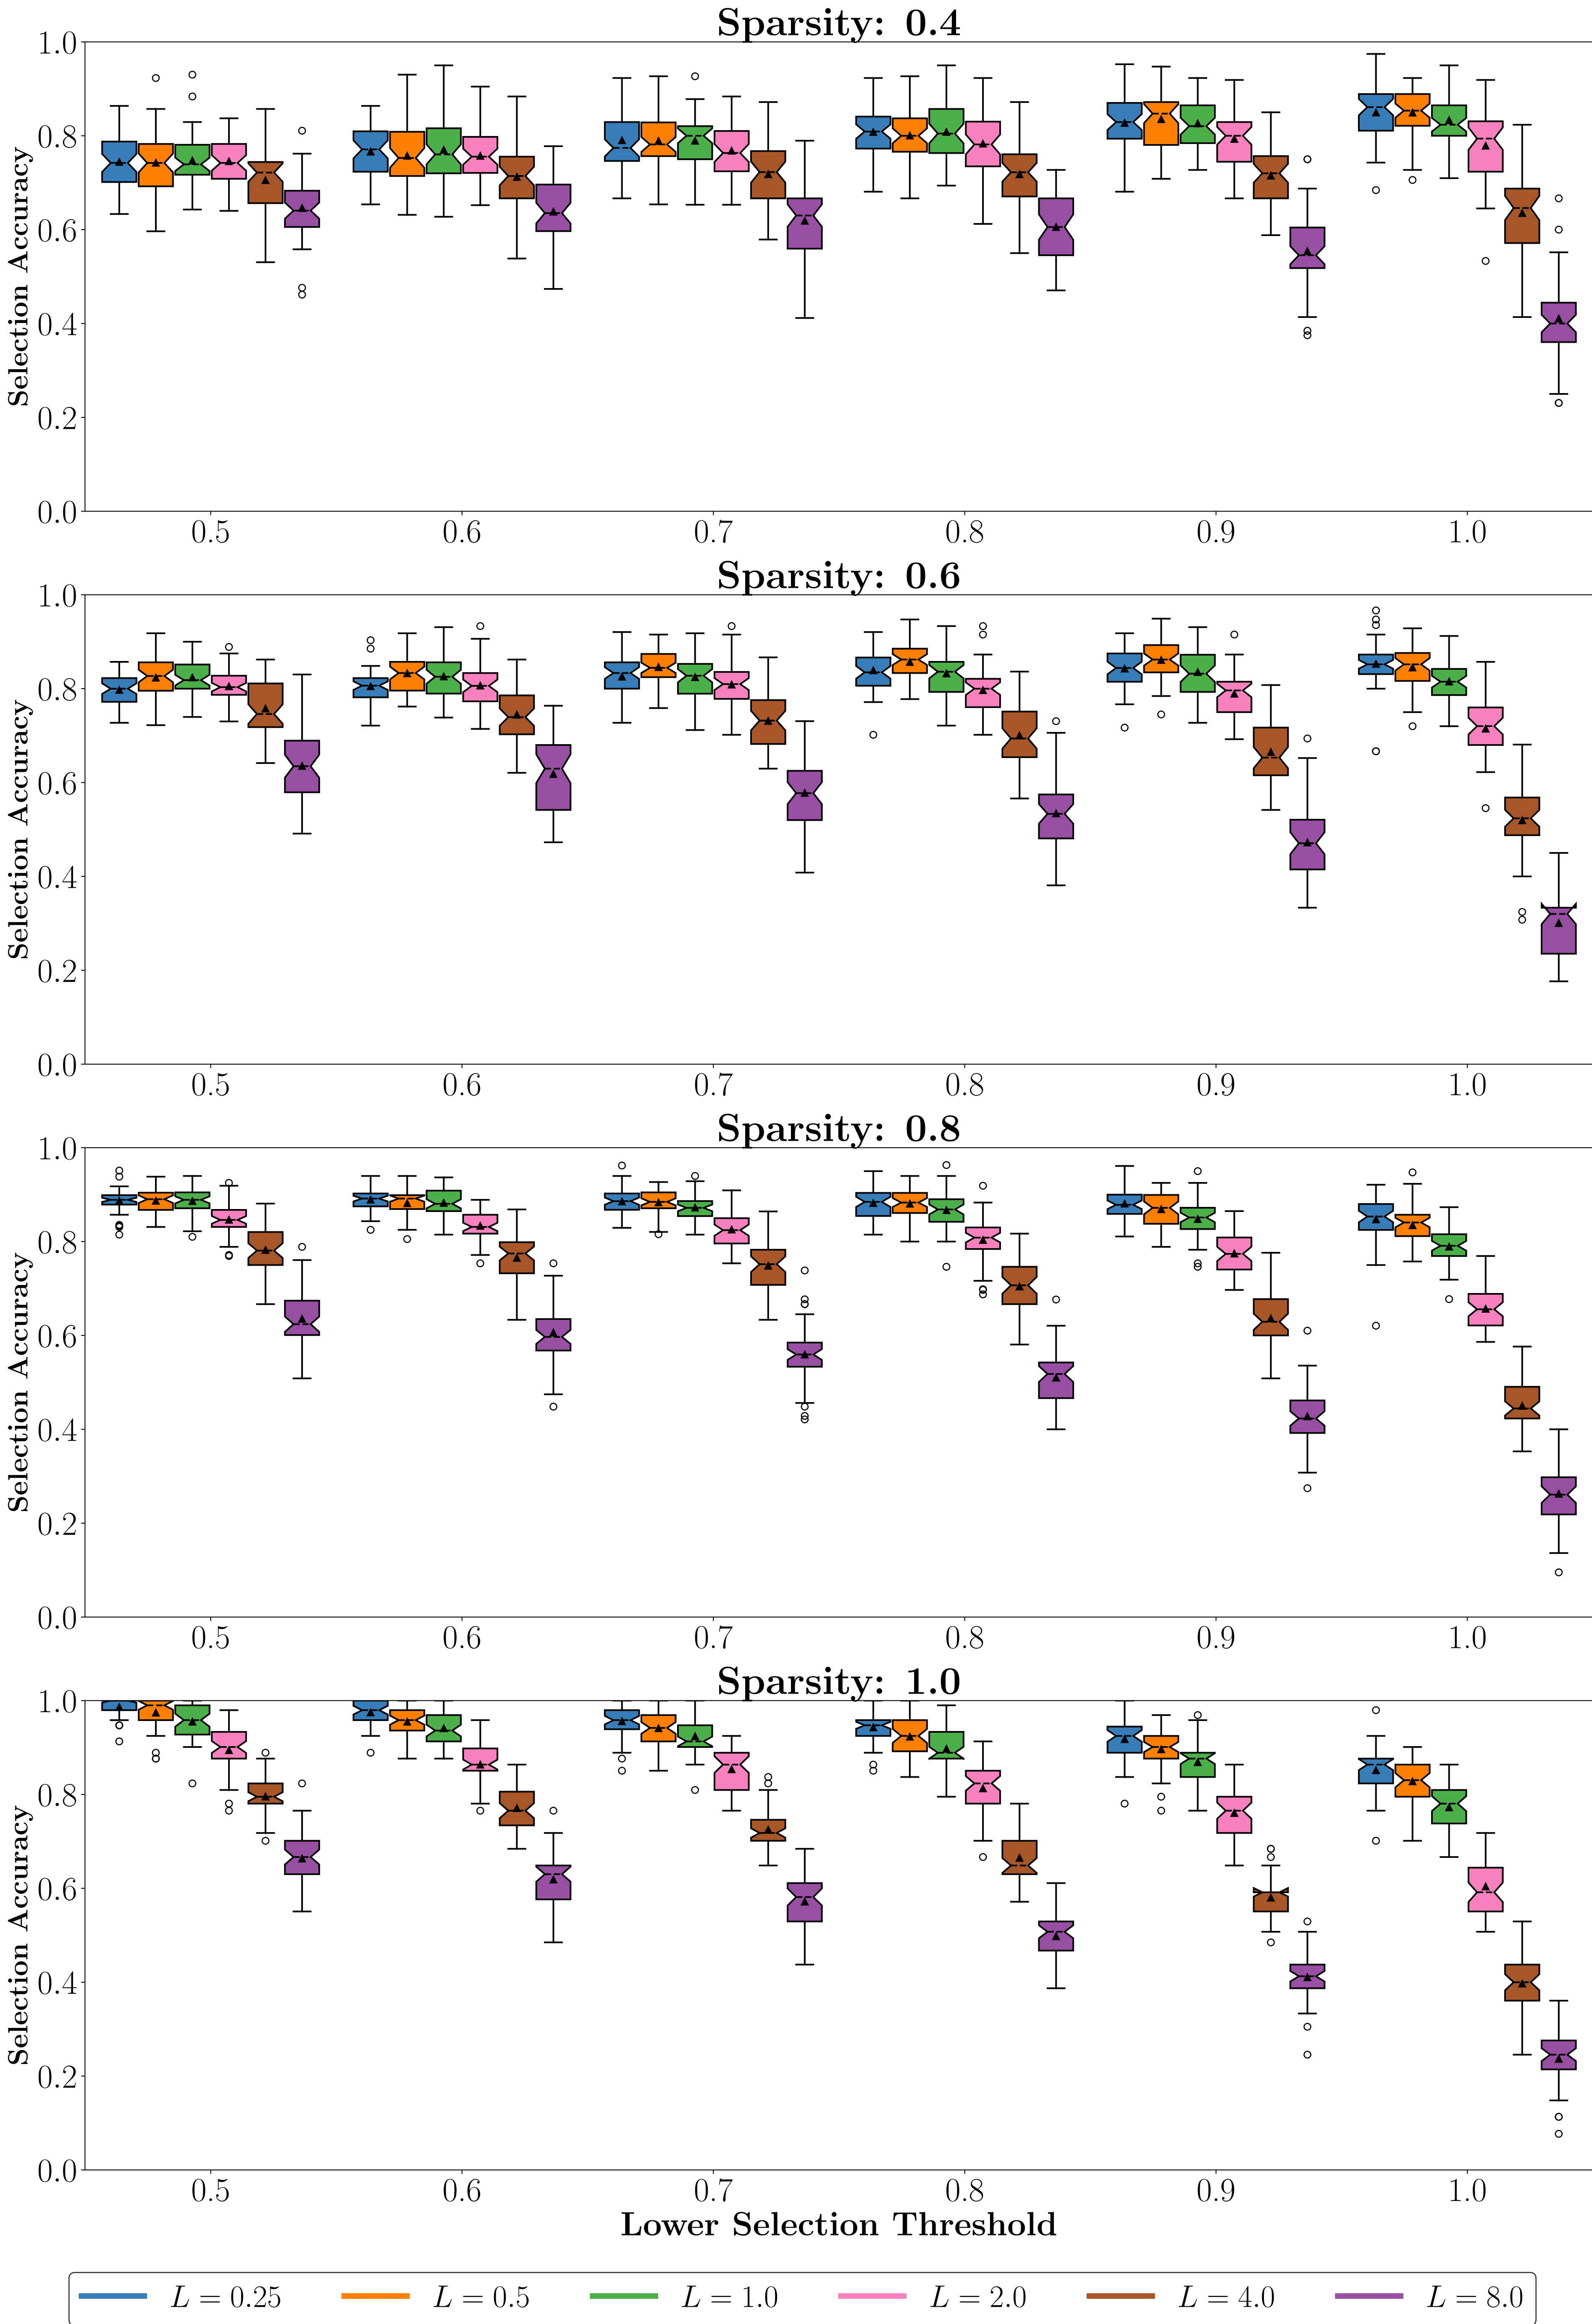 Sparsity: 0.4
Selection Accuracy
1.0
0.8
0.6
0.4
0.2
0.0
0.5 0.6 0.7 0.8 0.9 1.0
Sparsity: 0.6
Selection Accuracy
1.0
0.8
0.6
0.4
0.2
0.0
0.5 0.6 0.7 0.8 0.9 1.0
Sparsity: 0.8
Selection Accuracy
1.0
0.8
0.6
0.4
0.2
0.0
0.5 0.6 0.7 0.8 0.9 1.0
Sparsity: 1.0
Selection Accuracy
1.0
0.8
0.6
0.4
0.2
0.0
0.5 0.6 0.7 0.8 0.9 1.0
Lower Selection Threshold
L = 0.25 L = 0.5 L = 1.0 L = 2.0 L = 4.0 L = 8.0